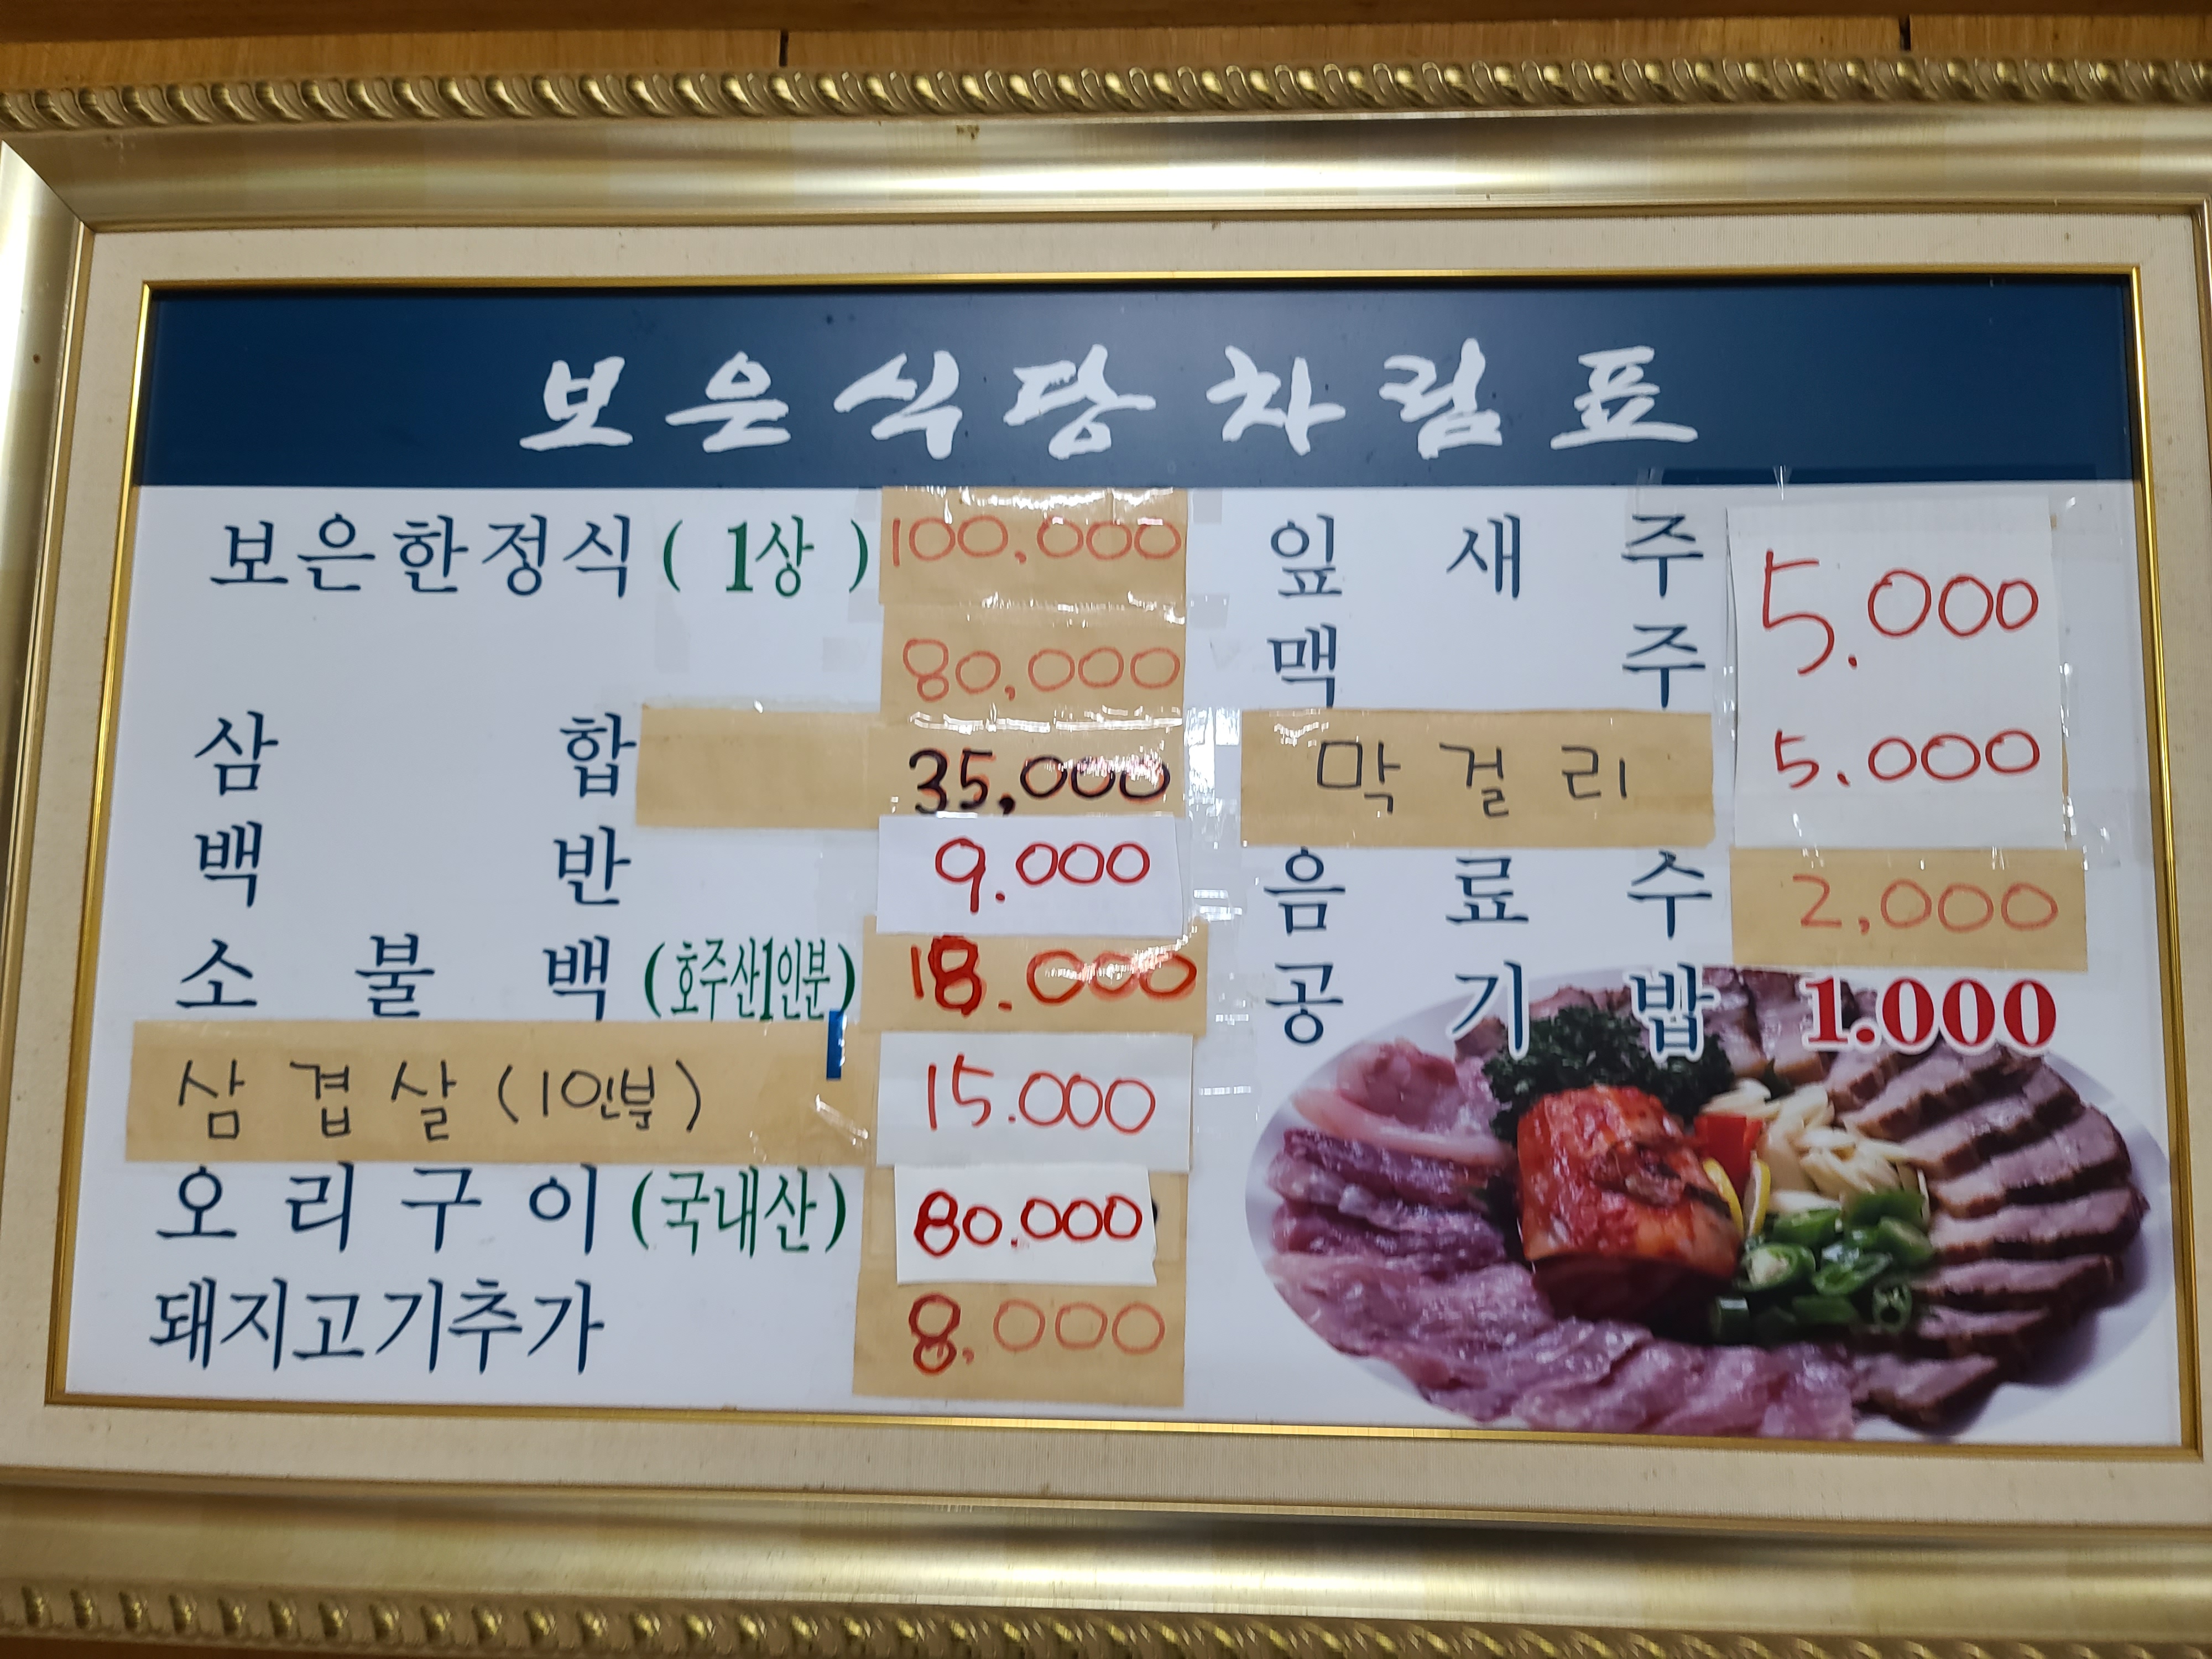 보은식당 차림표
보은한정식 ( 1상 ) 100,000
80,000
삼합 35,000
백반 9.000
소불백 (호주산1인분) 18.000
삼겹살 (1인분) 15.000
오리구이 (국내산) 80.000
돼지고기추가 8.000
잎새주
맥주 5.000
막걸리 5.000
음료수 2,000
공기밥 1.000